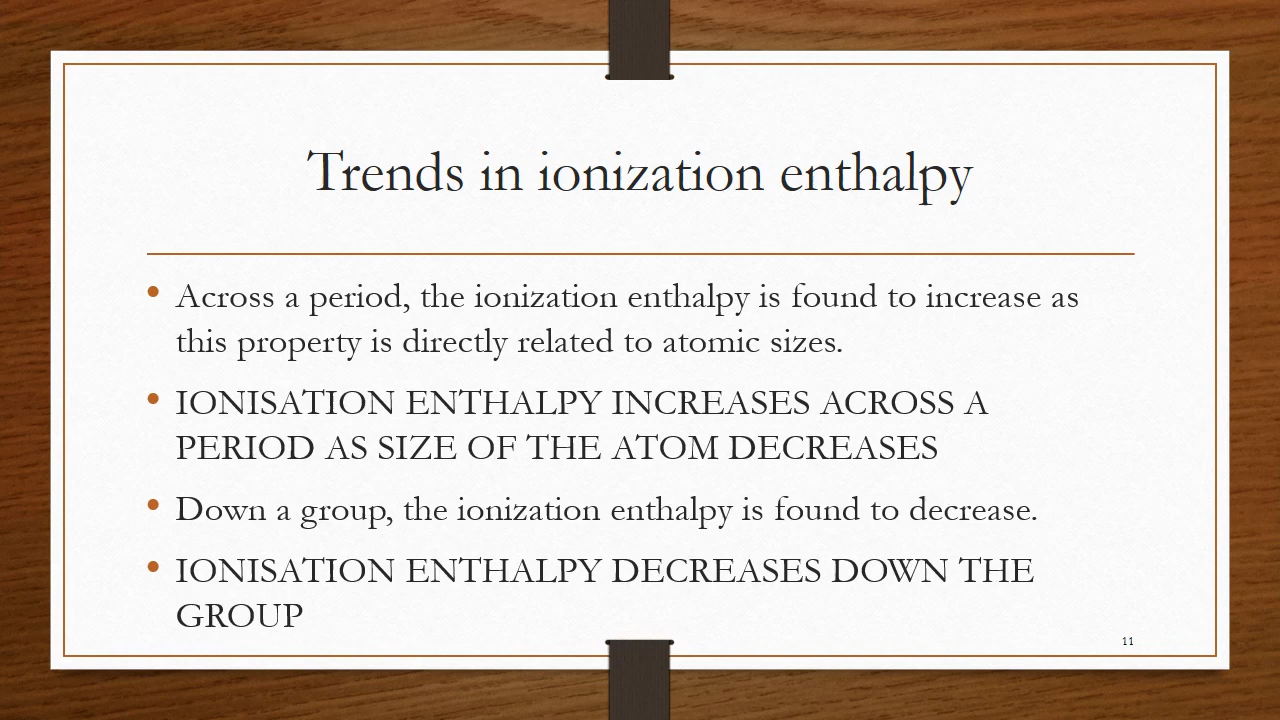 Trends in ionization enthalpy
• Across a period, the ionization enthalpy is found to increase as
this property is directly related to atomic sizes.
• IONISATION ENTHALPY INCREASES ACROSS A
PERIOD AS SIZE OF THE ATOM DECREASES
• Down a group, the ionization enthalpy is found to decrease.
• IONISATION ENTHALPY DECREASES DOWN THE
GROUP
11